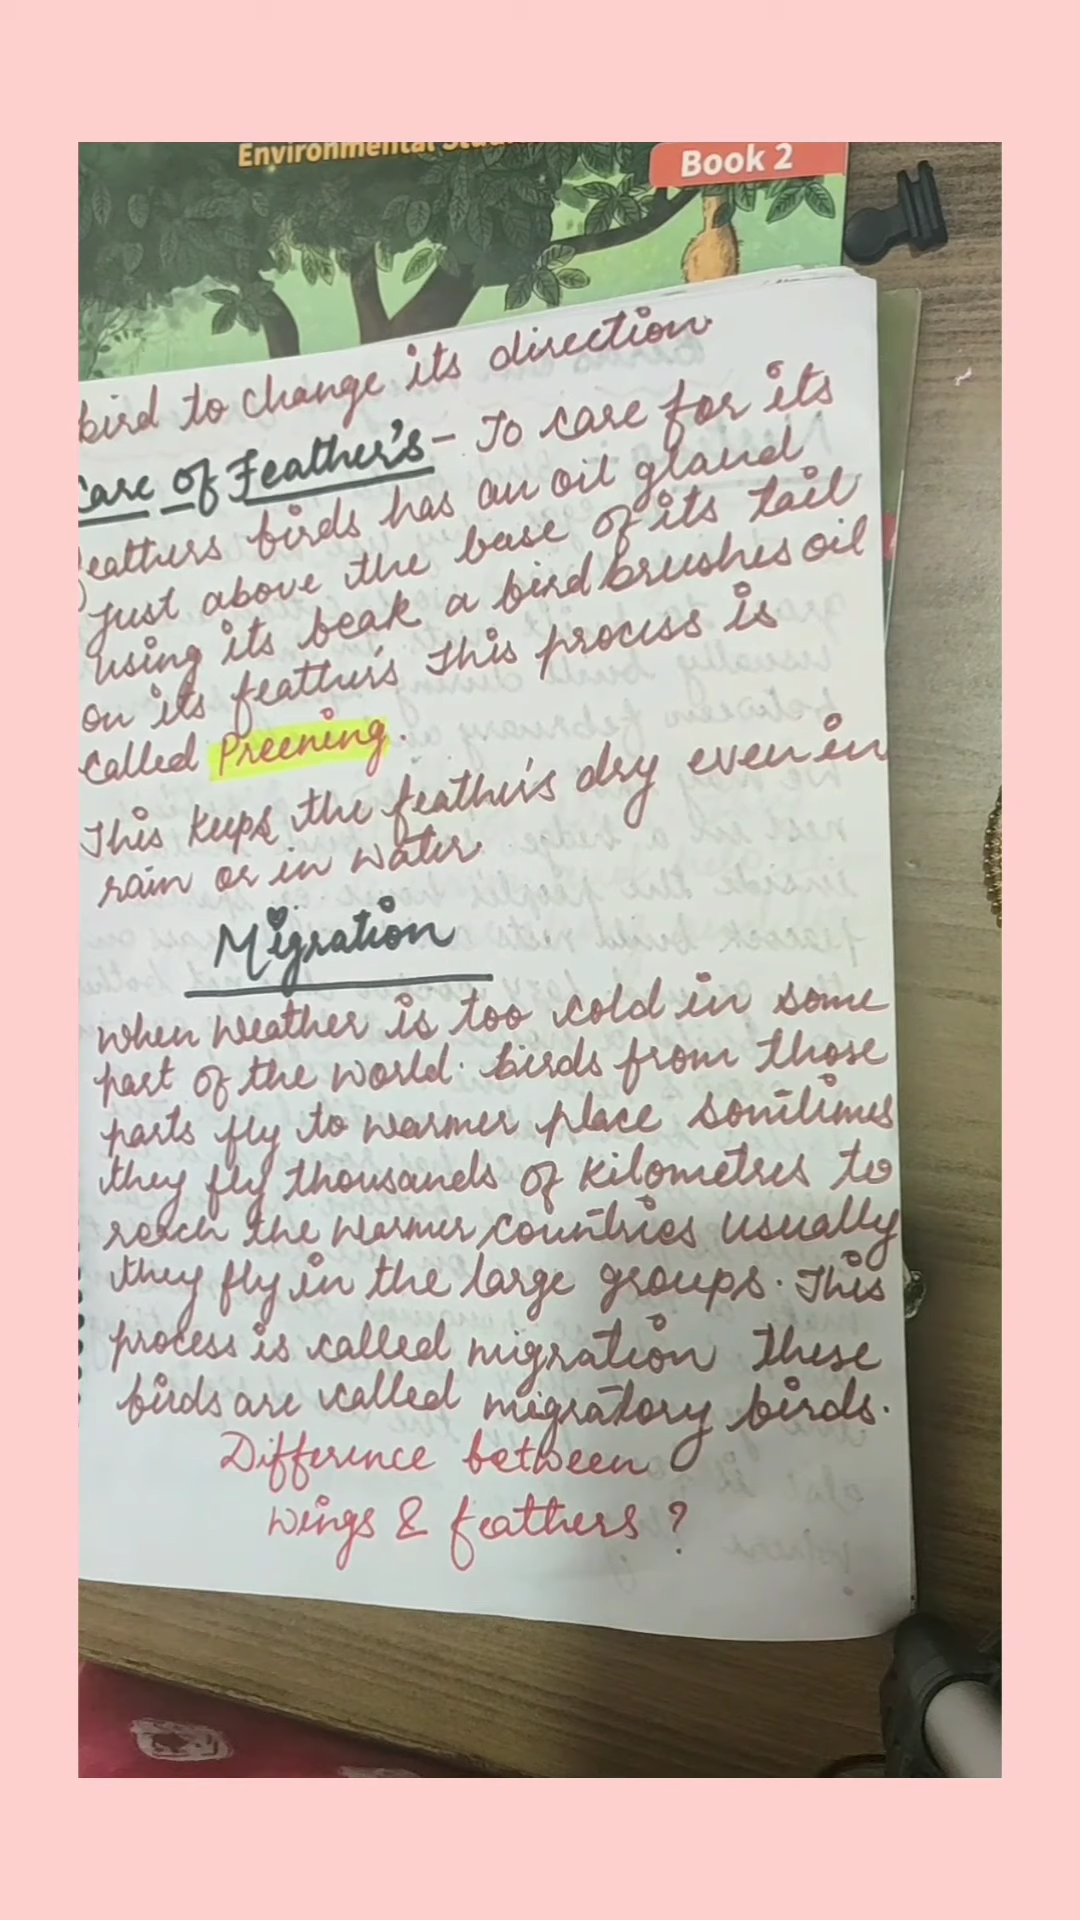 Environmental
Book 2
bird to change its direction.
Care of Feather's - To care for its
feathers birds has an oil gland
just above the base of its tail
using its beak a bird brushes oil
on its feather's This process is
called Preening.
This keeps the feather's dry even in
rain or in water
Migration
when weather is too cold in some
part of the world. birds from those
parts fly to warmer place sometimes
they fly thousands of kilometres to
reach the warmer countries usually
they fly in the large groups. This
process is called migration These
birds are called migratory birds.
Difference between
wings & feathers ?